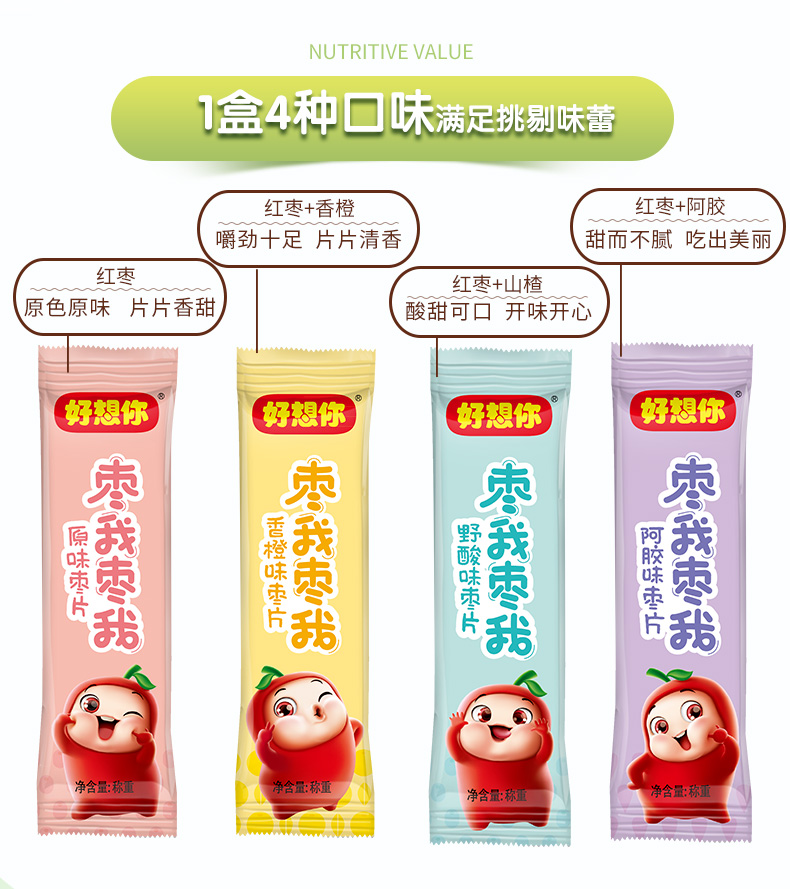 NUTRITIVE VALUE
1盒4种口味满足挑剔味蕾
红枣+香橙
嚼劲十足 片片清香
红枣+阿胶
甜而不腻 吃出美丽
红枣
原色原味 片片香甜
红枣+山楂
酸甜可口 开味开心
好想你®
枣我枣我
原味枣片
净含量:称重
好想你®
枣我枣我
香橙味枣片
净含量:称重
好想你®
枣我枣我
野酸味枣片
净含量:称重
好想你®
枣我枣我
阿胶味枣片
净含量:称重